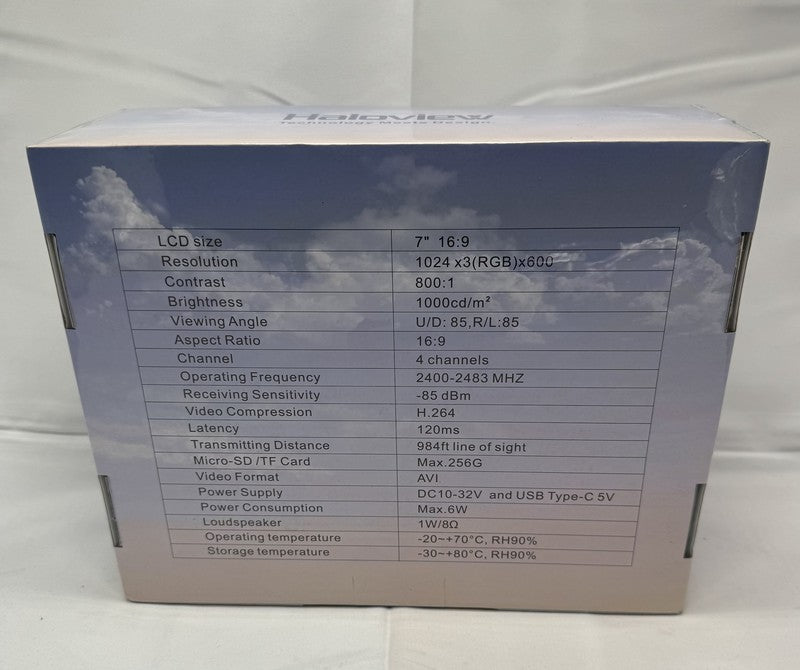 Haloview
Technology Meets Design
LCD size 7" 16:9
Resolution 1024 x3(RGB)x600
Contrast 800:1
Brightness 1000cd/m²
Viewing Angle U/D: 85,R/L:85
Aspect Ratio 16:9
Channel 4 channels
Operating Frequency 2400-2483 MHZ
Receiving Sensitivity -85 dBm
Video Compression H.264
Latency 120ms
Transmitting Distance 984ft line of sight
Micro-SD /TF Card Max.256G
Video Format AVI
Power Supply DC10-32V and USB Type-C 5V
Power Consumption Max.6W
Loudspeaker 1W/8Ω
Operating temperature -20~+70°C, RH90%
Storage temperature -30~+80°C, RH90%